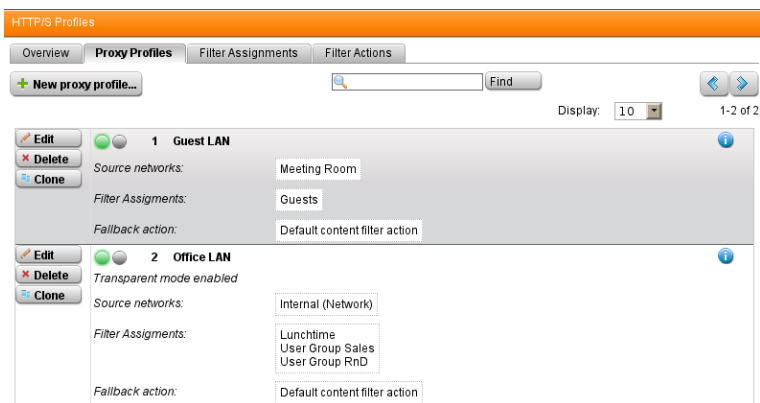 HTTP/S Profiles
Overview Proxy Profiles Filter Assignments Filter Actions
New proxy profile... Find
Display: 10 1-2 of 2
Edit 1 Guest LAN
Delete
Clone
Source networks: Meeting Room
Filter Assigments: Guests
Fallback action: Default content filter action
Edit 2 Office LAN
Delete
Clone
Transparent mode enabled
Source networks: Internal (Network)
Filter Assigments: Lunchtime
User Group Sales
User Group RnD
Fallback action: Default content filter action